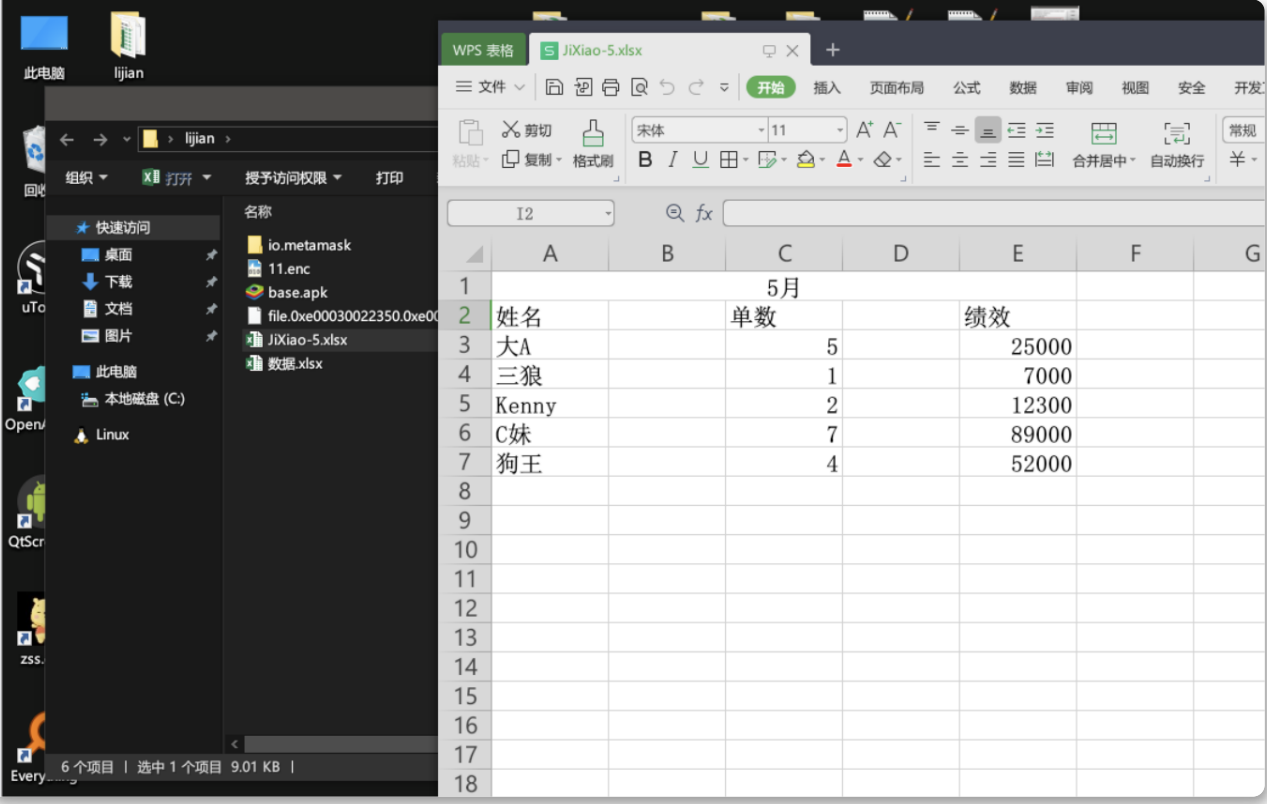 此电脑
lijian
回收
uTo
OpenA
QtScr
zss.
Everything
lijian
组织
打开
授予访问权限
打印
快速访问
桌面
下载
文档
图片
此电脑
本地磁盘 (C:)
Linux
名称
io.metamask
11.enc
base.apk
file.0xe00030022350.0xe00
JiXiao-5.xlsx
数据.xlsx
6 个项目 | 选中 1 个项目 9.01 KB |
WPS 表格 JiXiao-5.xlsx
文件 开始 插入 页面布局 公式 数据 审阅 视图 安全 开发
粘贴 剪切 复制 格式刷
宋体 11 A+ A-
B I U A
合并居中 自动换行
常规
¥
I2 fx
A B C D E F G
1 5月
2 姓名 单数 绩效
3 大A 5 25000
4 三狼 1 7000
5 Kenny 2 12300
6 C妹 7 89000
7 狗王 4 52000
8
9
10
11
12
13
14
15
16
17
18